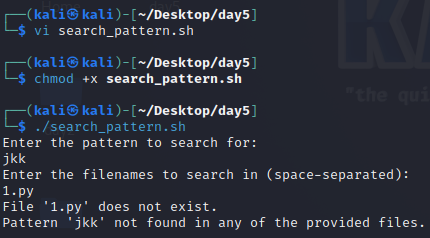 ┌──(kali㉿kali)-[~/Desktop/day5]
└─$ vi search_pattern.sh
┌──(kali㉿kali)-[~/Desktop/day5]
└─$ chmod +x search_pattern.sh
┌──(kali㉿kali)-[~/Desktop/day5]
└─$ ./search_pattern.sh
Enter the pattern to search for:
jkk
Enter the filenames to search in (space-separated):
1.py
File '1.py' does not exist.
Pattern 'jkk' not found in any of the provided files.
"the qui